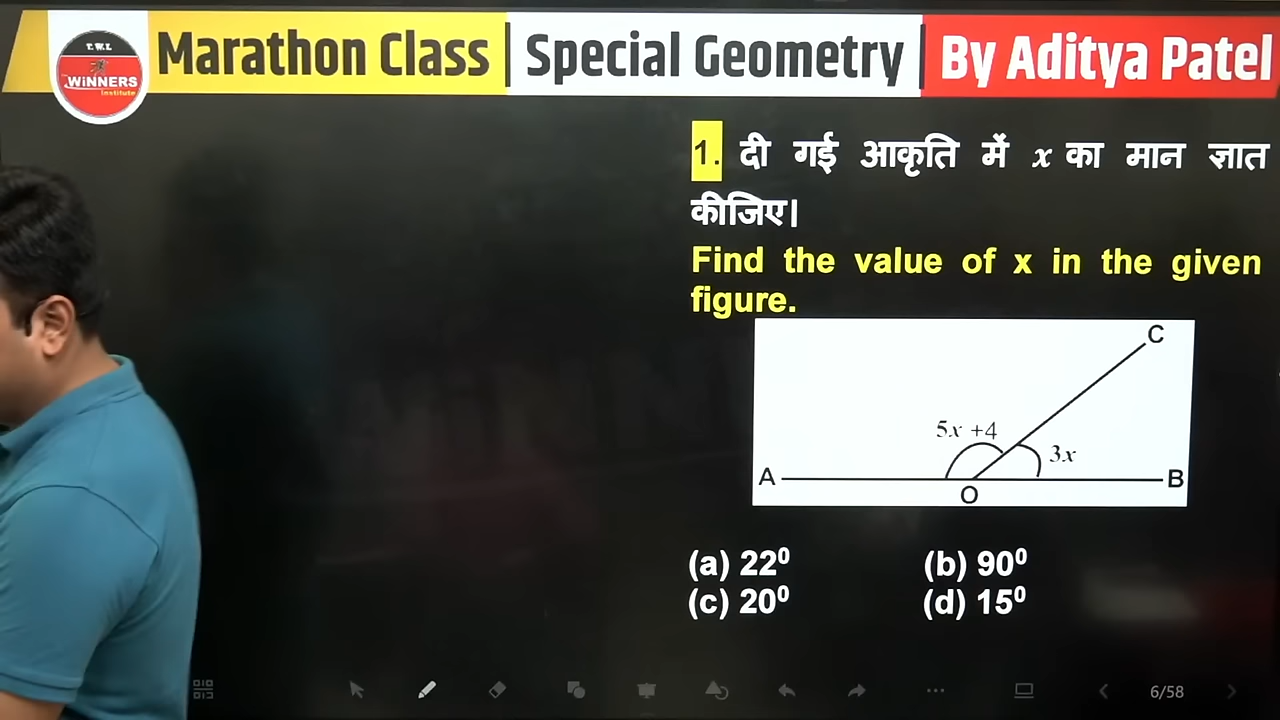 T.W.I.
WINNERS
Institute
Marathon Class | Special Geometry | By Aditya Patel
1. दी गई आकृति में x का मान ज्ञात
कीजिए।
Find the value of x in the given
figure.
C
5x +4
3x
A
B
O
(a) 22⁰ (b) 90⁰
(c) 20⁰ (d) 15⁰
6/58